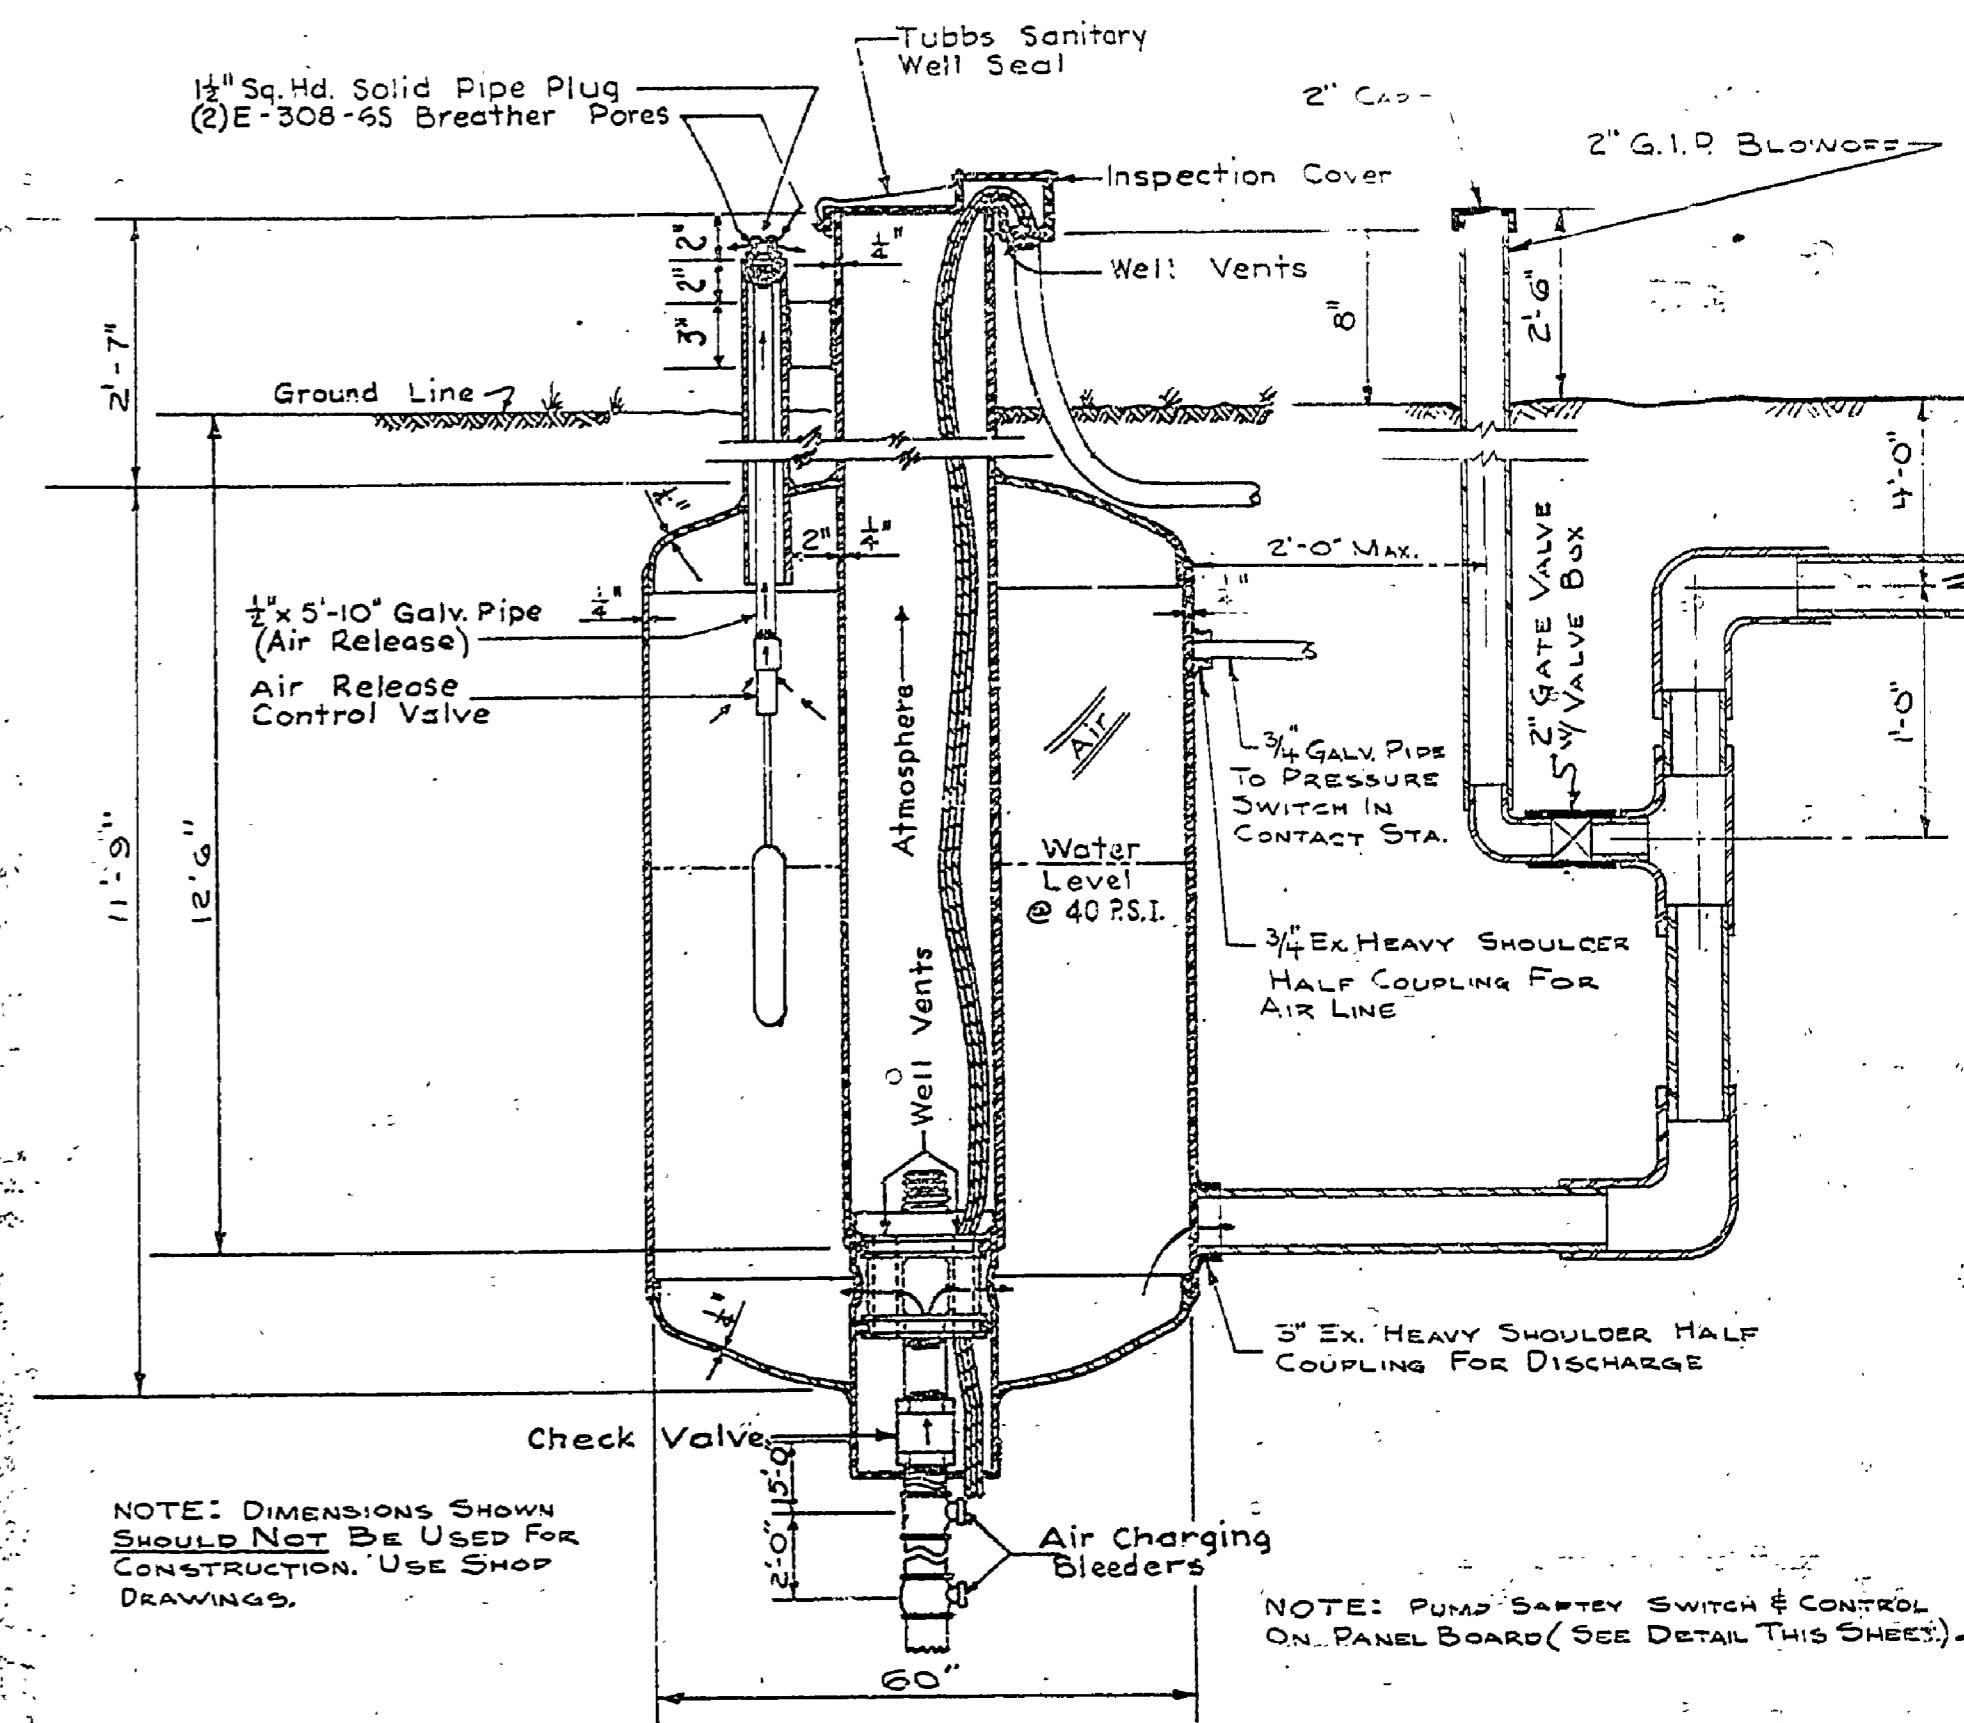 Tubbs Sanitary
Well Seal
1½" Sq. Hd. Solid Pipe Plug
(2) E-308-SS Breather Pores
2" CAP
2" G.I.P. BLOWOFF
Inspection Cover
Well Vents
2"
2"
3"
¼"
8"
2'-6"
2'-7"
Ground Line
4'-0"
¼"
2"
¼"
2'-0" MAX.
¼"
¼"
2" GATE VALVE
W/ VALVE BOX
1'-0"
½" x 5'-10" Galv. Pipe
(Air Release)
Air Release
Control Valve
Atmosphere
Air
¾" GALV. PIPE
TO PRESSURE
SWITCH IN
CONTACT STA.
Water
Level
@ 40 P.S.I.
11'-9"
12'6"
¾" EX. HEAVY SHOULDER
HALF COUPLING FOR
AIR LINE
Well Vents
¼"
3" EX. HEAVY SHOULDER HALF
COUPLING FOR DISCHARGE
Check Valve
15'-0"
2'-0"
Air Charging
Bleeders
NOTE: DIMENSIONS SHOWN
SHOULD NOT BE USED FOR
CONSTRUCTION. USE SHOP
DRAWINGS.
NOTE: PUMP SAFTEY SWITCH & CONTROL
ON PANEL BOARD (SEE DETAIL THIS SHEET).
60"